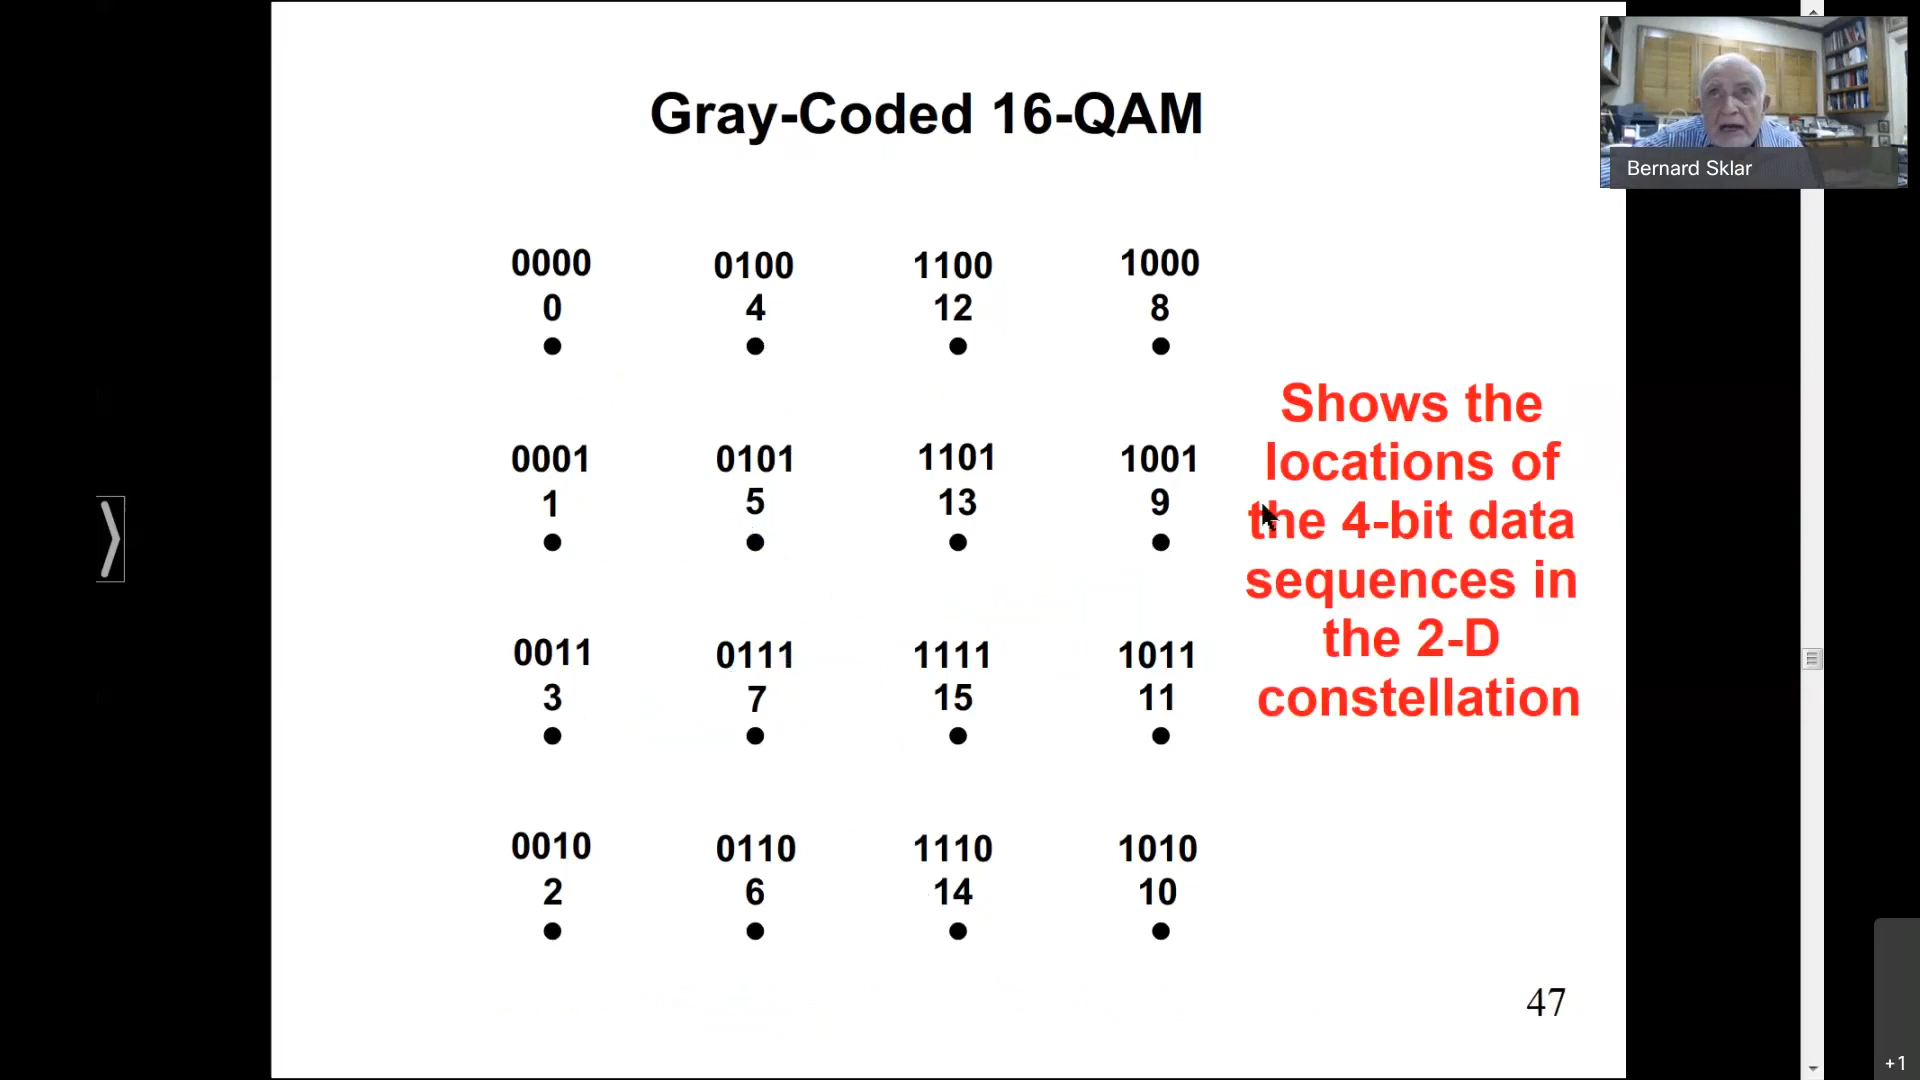 Gray-Coded 16-QAM
Bernard Sklar
0000 0100 1100 1000
0 4 12 8
0001 0101 1101 1001
1 5 13 9
0011 0111 1111 1011
3 7 15 11
0010 0110 1110 1010
2 6 14 10
Shows the
locations of
the 4-bit data
sequences in
the 2-D
constellation
47
+1